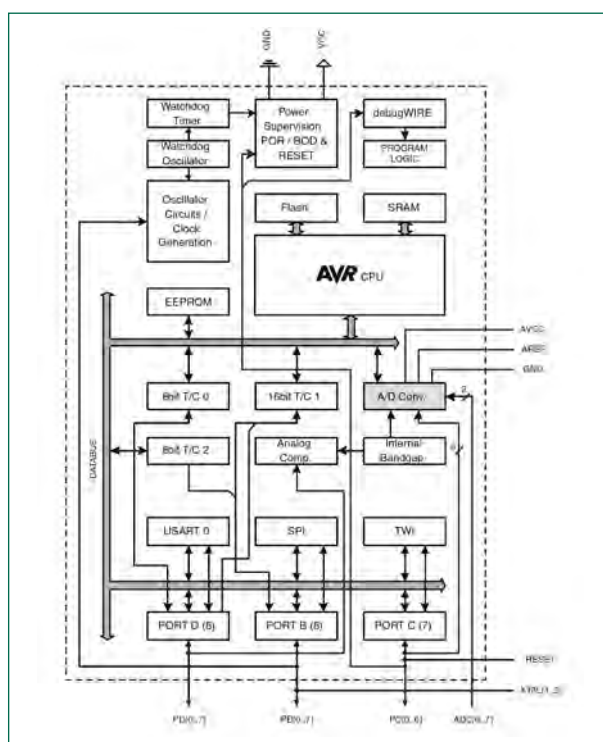 GND
VCC
Watchdog
Timer
Power
Supervision
POR / BOD &
RESET
debugWIRE
Watchdog
Oscillator
PROGRAM
LOGIC
Oscillator
Circuits /
Clock
Generation
Flash
SRAM
AVR CPU
EEPROM
AVCC
AREF
GND
8bit T/C 0
16bit T/C 1
A/D Conv.
2
8bit T/C 2
Analog
Comp.
Internal
Bandgap
6
DATABUS
USART 0
SPI
TWI
PORT D (8)
PORT B (8)
PORT C (7)
RESET
XTAL[1..2]
PD[0..7]
PB[0..7]
PC[0..6]
ADC[6..7]